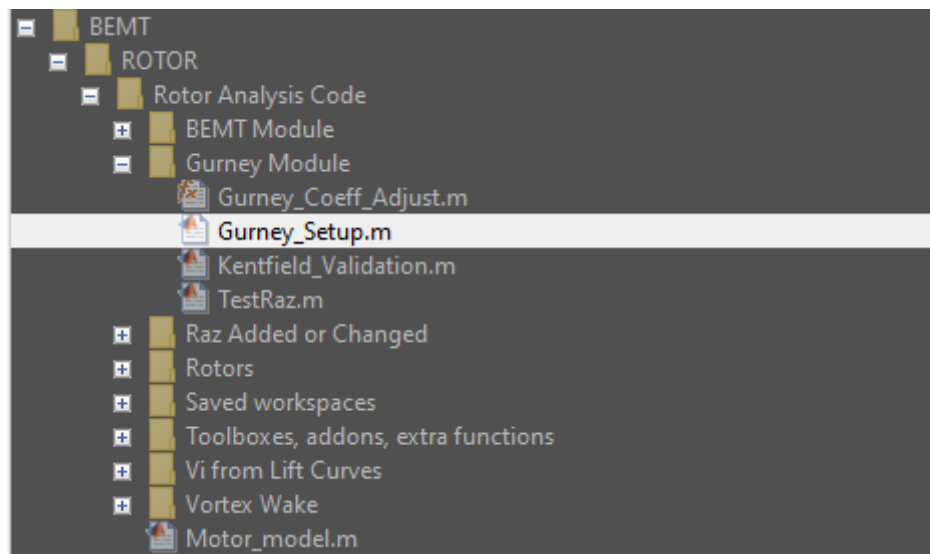 BEMT
ROTOR
Rotor Analysis Code
BEMT Module
Gurney Module
Gurney_Coeff_Adjust.m
Gurney_Setup.m
Kentfield_Validation.m
TestRaz.m
Raz Added or Changed
Rotors
Saved workspaces
Toolboxes, addons, extra functions
Vi from Lift Curves
Vortex Wake
Motor_model.m